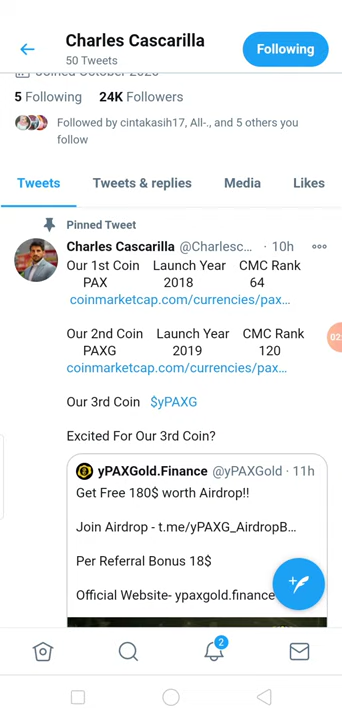 Charles Cascarilla
50 Tweets
Following
5 Following 24K Followers
Followed by cintakasih17, All-., and 5 others you
follow
Tweets Tweets & replies Media Likes
Pinned Tweet
Charles Cascarilla @Charlesc... · 10h
Our 1st Coin Launch Year CMC Rank
PAX 2018 64
coinmarketcap.com/currencies/pax...
Our 2nd Coin Launch Year CMC Rank
PAXG 2019 120
coinmarketcap.com/currencies/pax...
Our 3rd Coin $yPAXG
Excited For Our 3rd Coin?
yPAXGold.Finance @yPAXGold · 11h
Get Free 180$ worth Airdrop!!
Join Airdrop - t.me/yPAXG_AirdropB...
Per Referral Bonus 18$
Official Website- ypaxgold.finance
2